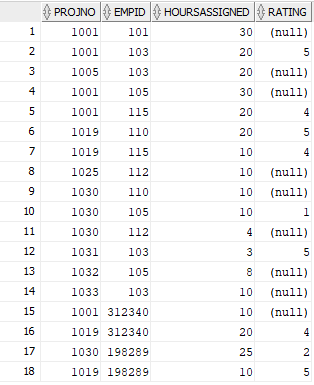 PROJNO EMPID HOURSASSIGNED RATING
1 1001 101 30 (null)
2 1001 103 20 5
3 1005 103 20 (null)
4 1001 105 30 (null)
5 1001 115 20 4
6 1019 110 20 5
7 1019 115 10 4
8 1025 112 10 (null)
9 1030 110 10 (null)
10 1030 105 10 1
11 1030 112 4 (null)
12 1031 103 3 5
13 1032 105 8 (null)
14 1033 103 10 (null)
15 1001 312340 10 (null)
16 1019 312340 20 4
17 1030 198289 25 2
18 1019 198289 10 5